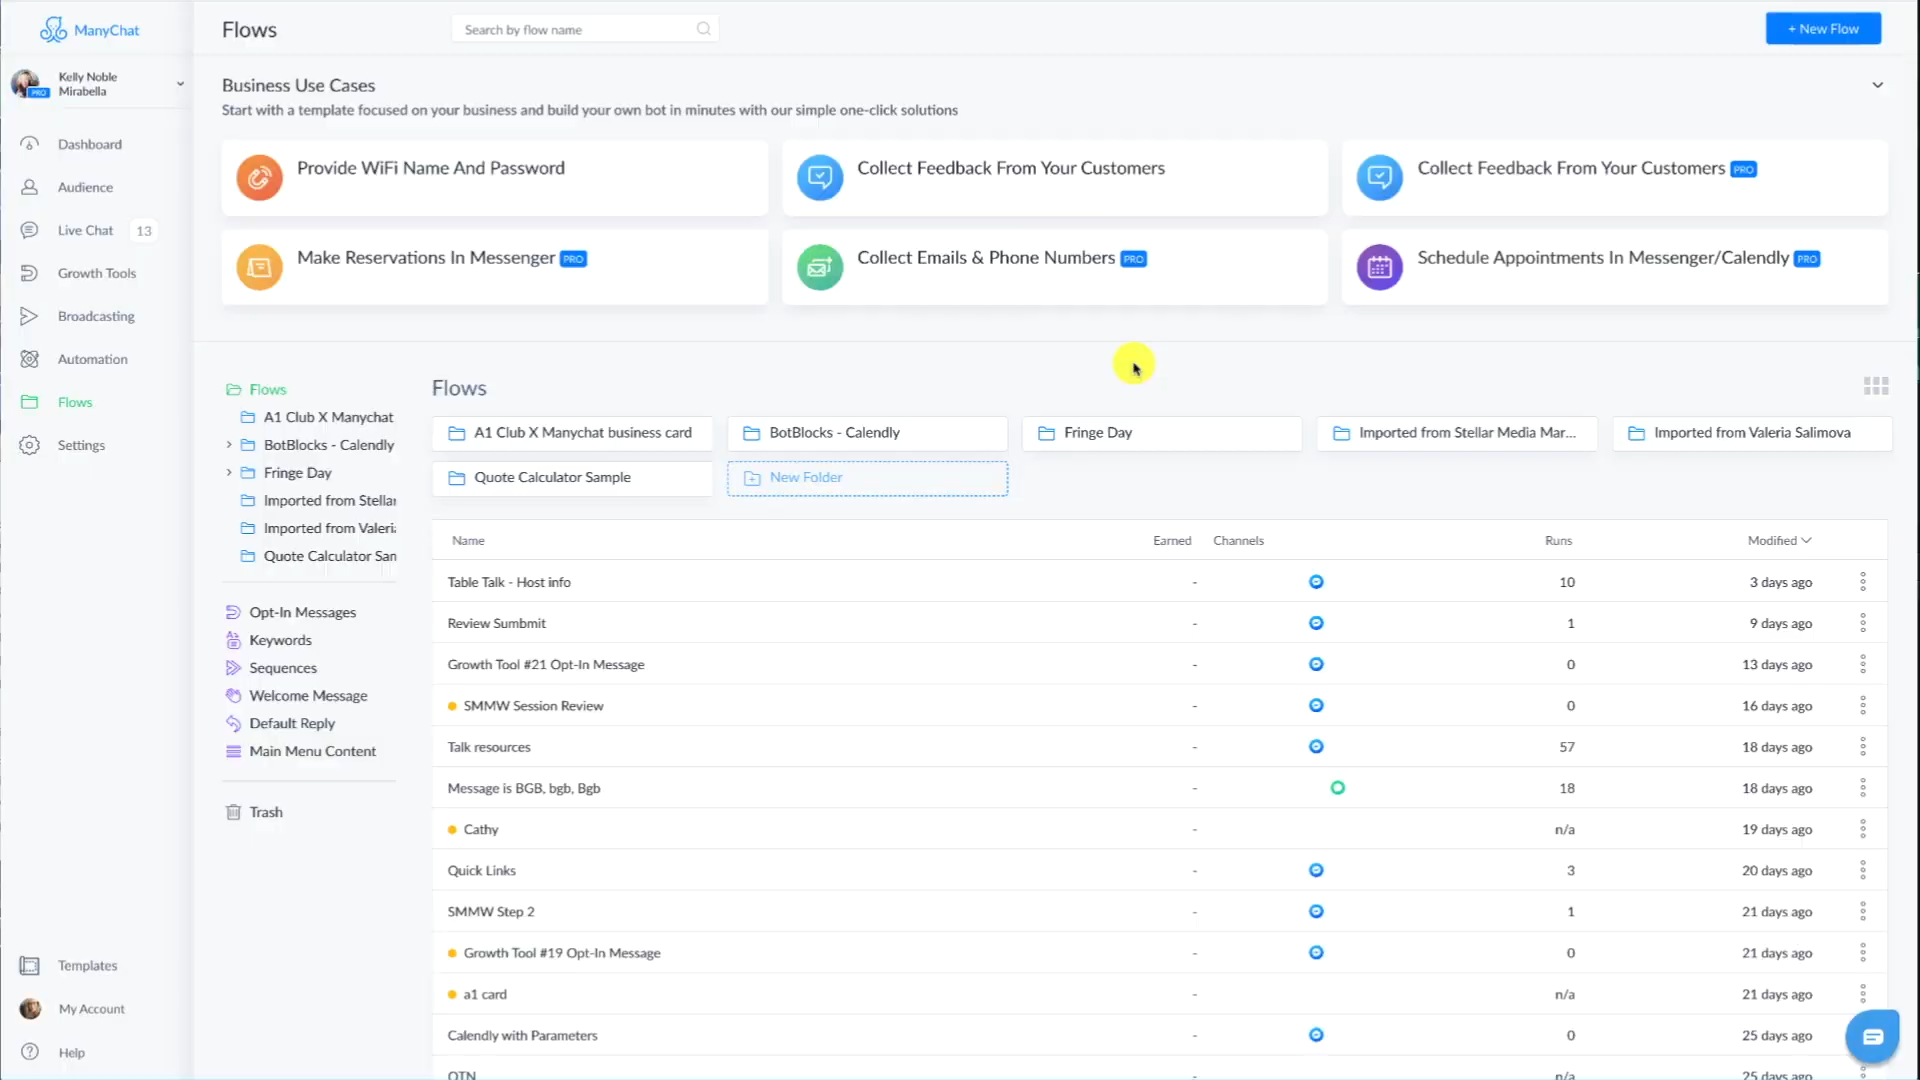 ManyChat
Flows
Search by flow name
+ New Flow
Kelly Noble
Mirabella
PRO
Dashboard
Audience
Live Chat 13
Growth Tools
Broadcasting
Automation
Flows
Settings
Templates
My Account
Help
Business Use Cases
Start with a template focused on your business and build your own bot in minutes with our simple one-click solutions
Provide WiFi Name And Password
Collect Feedback From Your Customers
Collect Feedback From Your Customers PRO
Make Reservations In Messenger PRO
Collect Emails & Phone Numbers PRO
Schedule Appointments In Messenger/Calendly PRO
Flows
A1 Club X Manychat
BotBlocks - Calendly
Fringe Day
Imported from Stellar
Imported from Valeria
Quote Calculator Sam
Opt-In Messages
Keywords
Sequences
Welcome Message
Default Reply
Main Menu Content
Trash
Flows
A1 Club X Manychat business card
BotBlocks - Calendly
Fringe Day
Imported from Stellar Media Mar...
Imported from Valeria Salimova
Quote Calculator Sample
New Folder
Name Earned Channels Runs Modified
Table Talk - Host info - 10 3 days ago
Review Sumbmit - 1 9 days ago
Growth Tool #21 Opt-In Message - 0 13 days ago
SMMW Session Review - 0 16 days ago
Talk resources - 57 18 days ago
Message is BGB, bgb, Bgb - 18 18 days ago
Cathy - n/a 19 days ago
Quick Links - 3 20 days ago
SMMW Step 2 - 1 21 days ago
Growth Tool #19 Opt-In Message - 0 21 days ago
a1 card - n/a 21 days ago
Calendly with Parameters - 0 25 days ago
OTN n/a 25 days ago